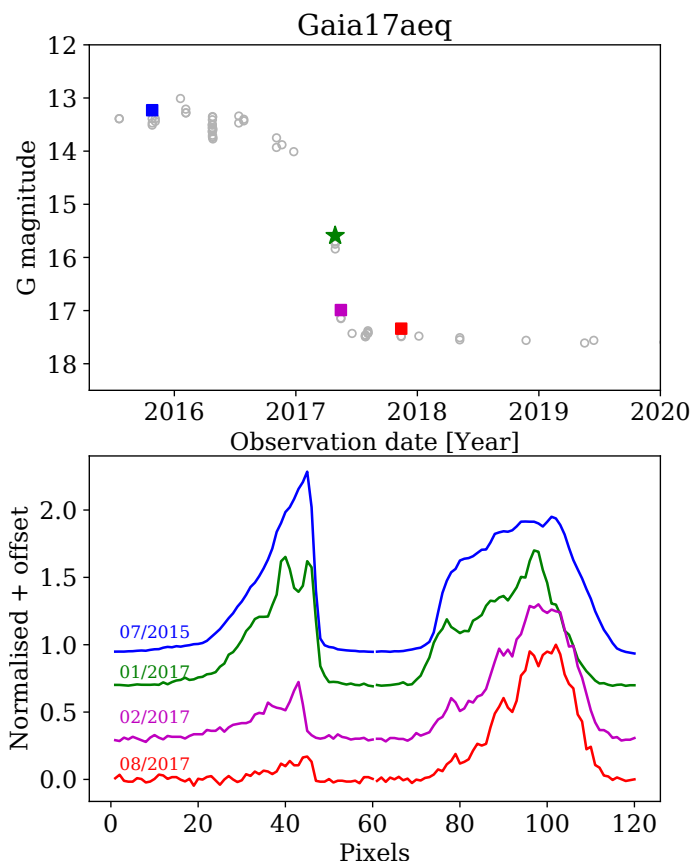 Gaia17aeq
12
13
14
15
16
17
18
G magnitude
2016 2017 2018 2019 2020
Observation date [Year]
2.0
1.5
1.0
0.5
0.0
Normalised + offset
07/2015
01/2017
02/2017
08/2017
0 20 40 60 80 100 120
Pixels